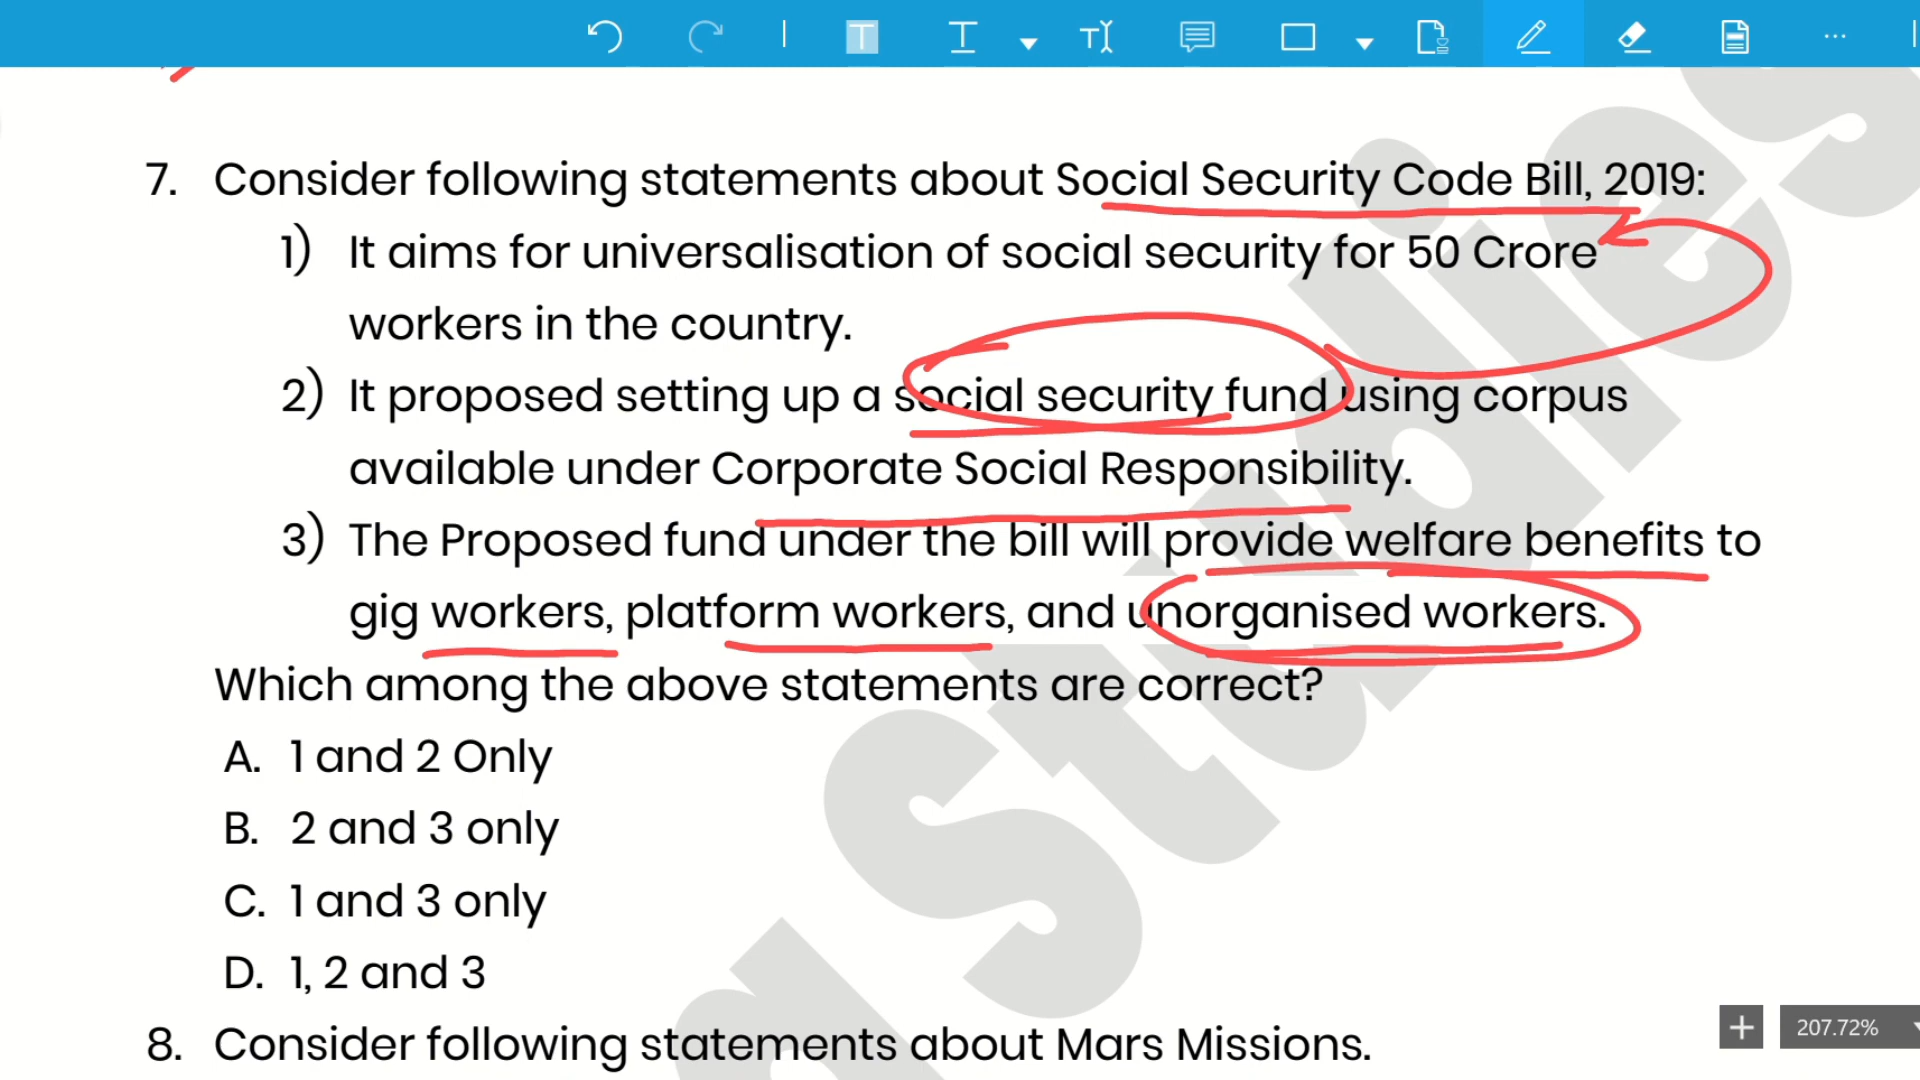 7. Consider following statements about Social Security Code Bill, 2019:
1) It aims for universalisation of social security for 50 Crore
workers in the country.
2) It proposed setting up a social security fund using corpus
available under Corporate Social Responsibility.
3) The Proposed fund under the bill will provide welfare benefits to
gig workers, platform workers, and unorganised workers.
Which among the above statements are correct?
A. 1 and 2 Only
B. 2 and 3 only
C. 1 and 3 only
D. 1, 2 and 3
8. Consider following statements about Mars Missions.
207.72%
g studies